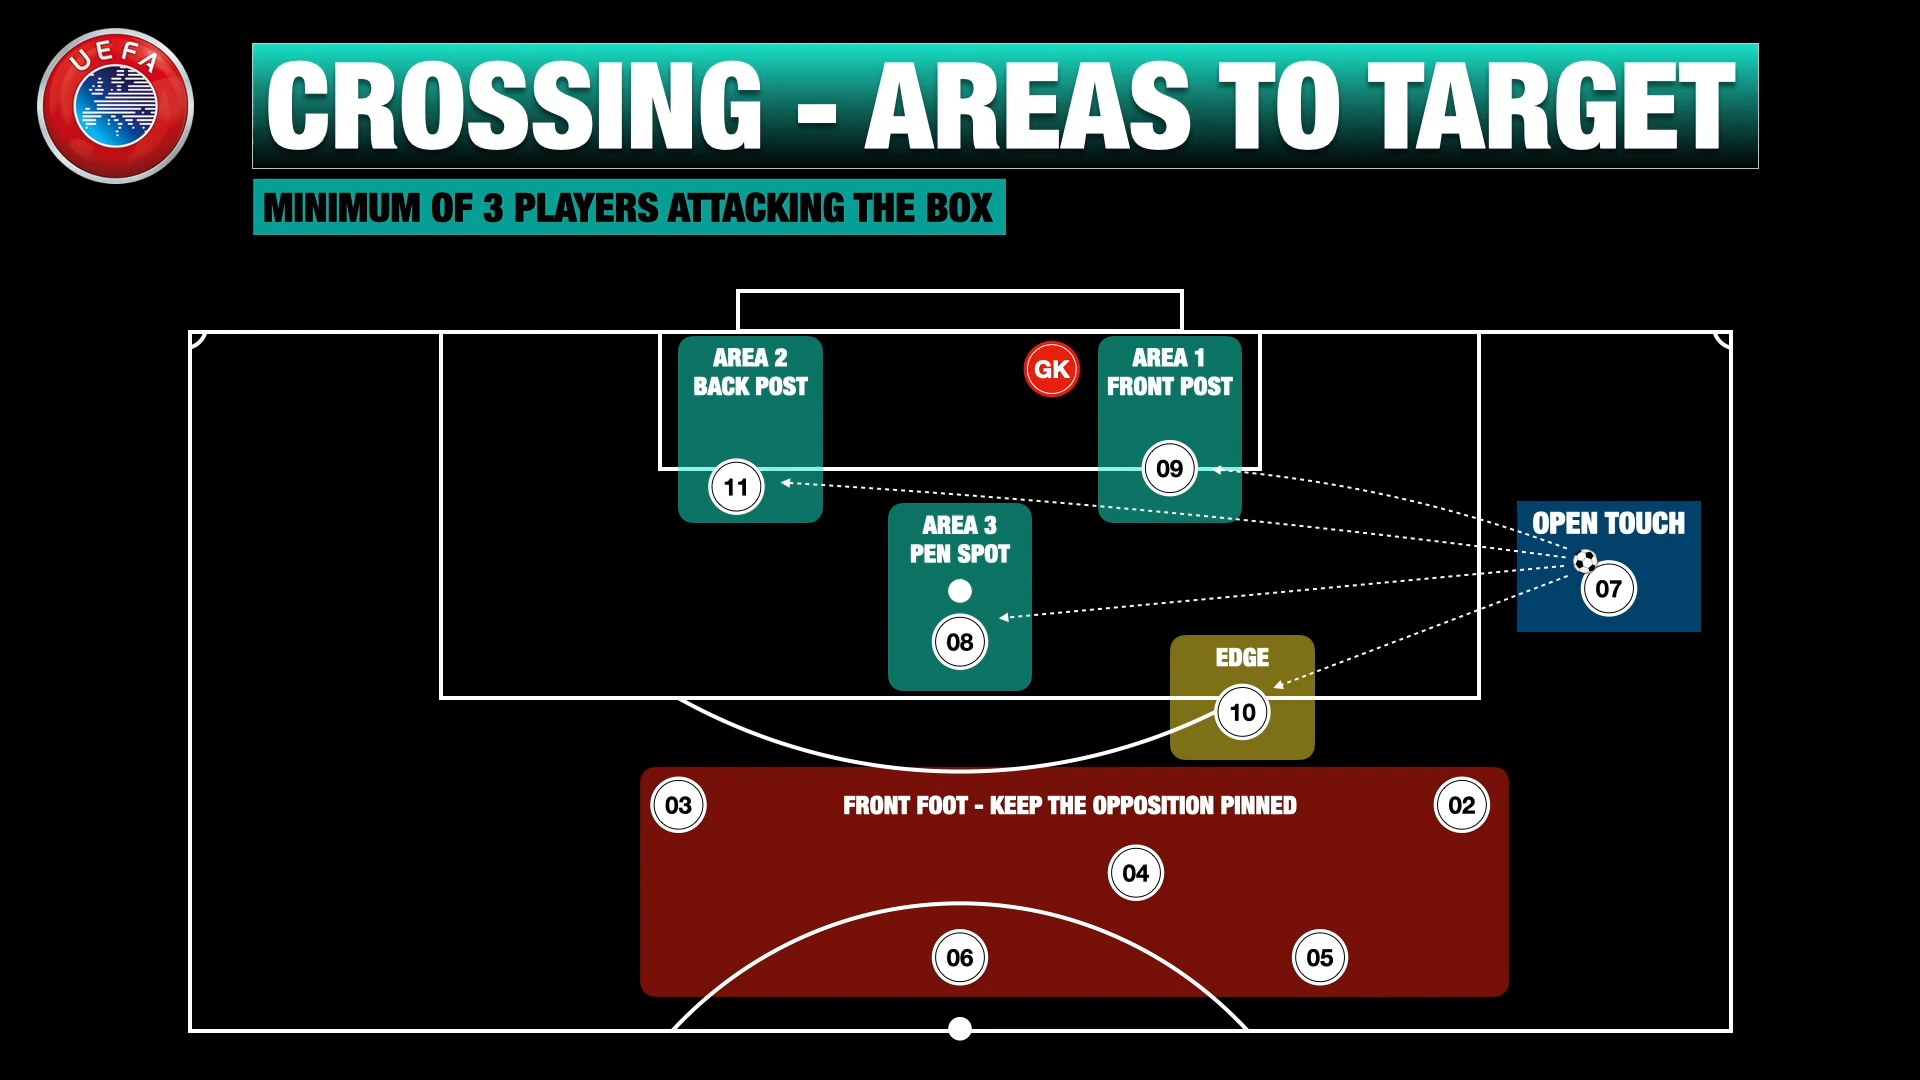 UEFA
CROSSING - AREAS TO TARGET
MINIMUM OF 3 PLAYERS ATTACKING THE BOX
AREA 2
BACK POST
GK
AREA 1
FRONT POST
11
09
AREA 3
PEN SPOT
08
OPEN TOUCH
07
EDGE
10
03
FRONT FOOT - KEEP THE OPPOSITION PINNED
02
04
06
05